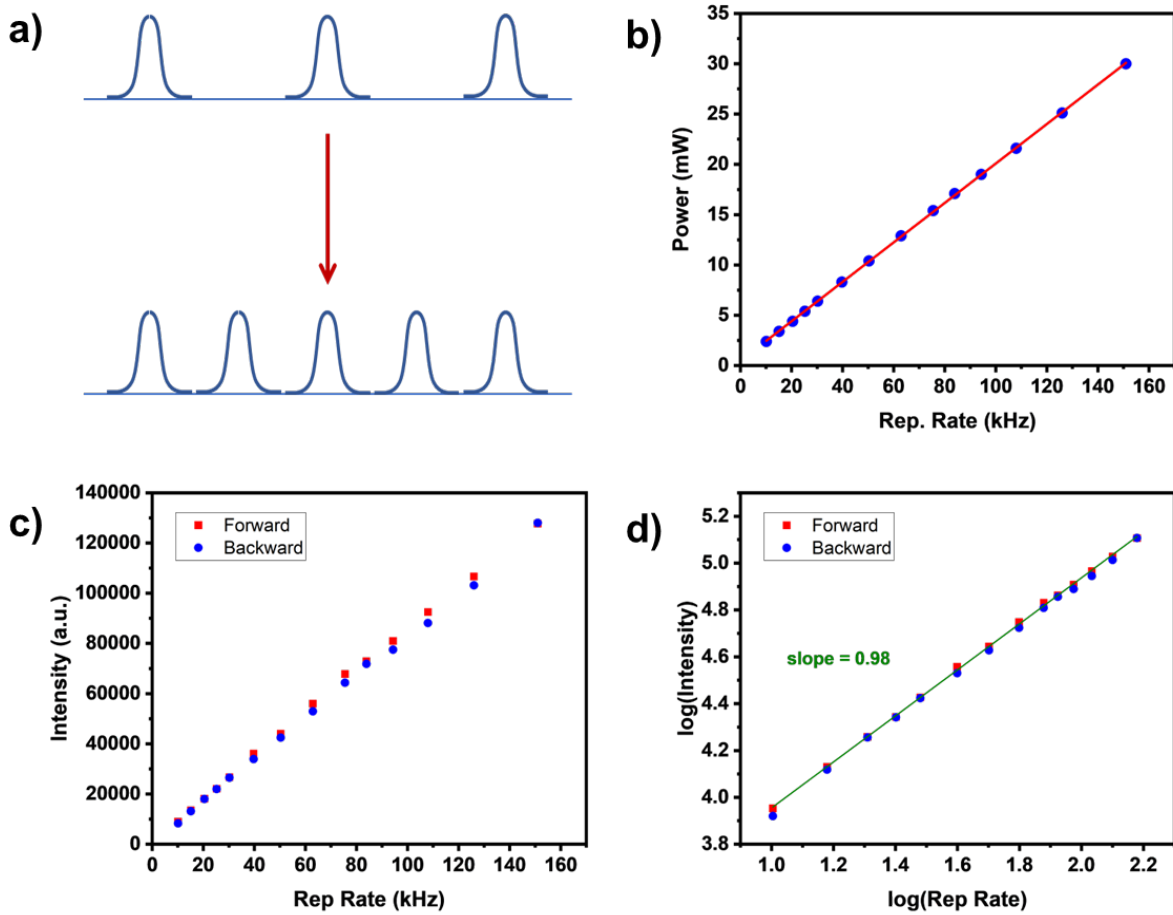 a)
b)
35
30
25
20
15
10
5
0
Power (mW)
0 20 40 60 80 100 120 140 160
Rep. Rate (kHz)
c)
140000
120000
100000
80000
60000
40000
20000
0
Intensity (a.u.)
Forward
Backward
0 20 40 60 80 100 120 140 160
Rep Rate (kHz)
d)
5.2
5.0
4.8
4.6
4.4
4.2
4.0
3.8
log(Intensity)
Forward
Backward
slope = 0.98
1.0 1.2 1.4 1.6 1.8 2.0 2.2
log(Rep Rate)